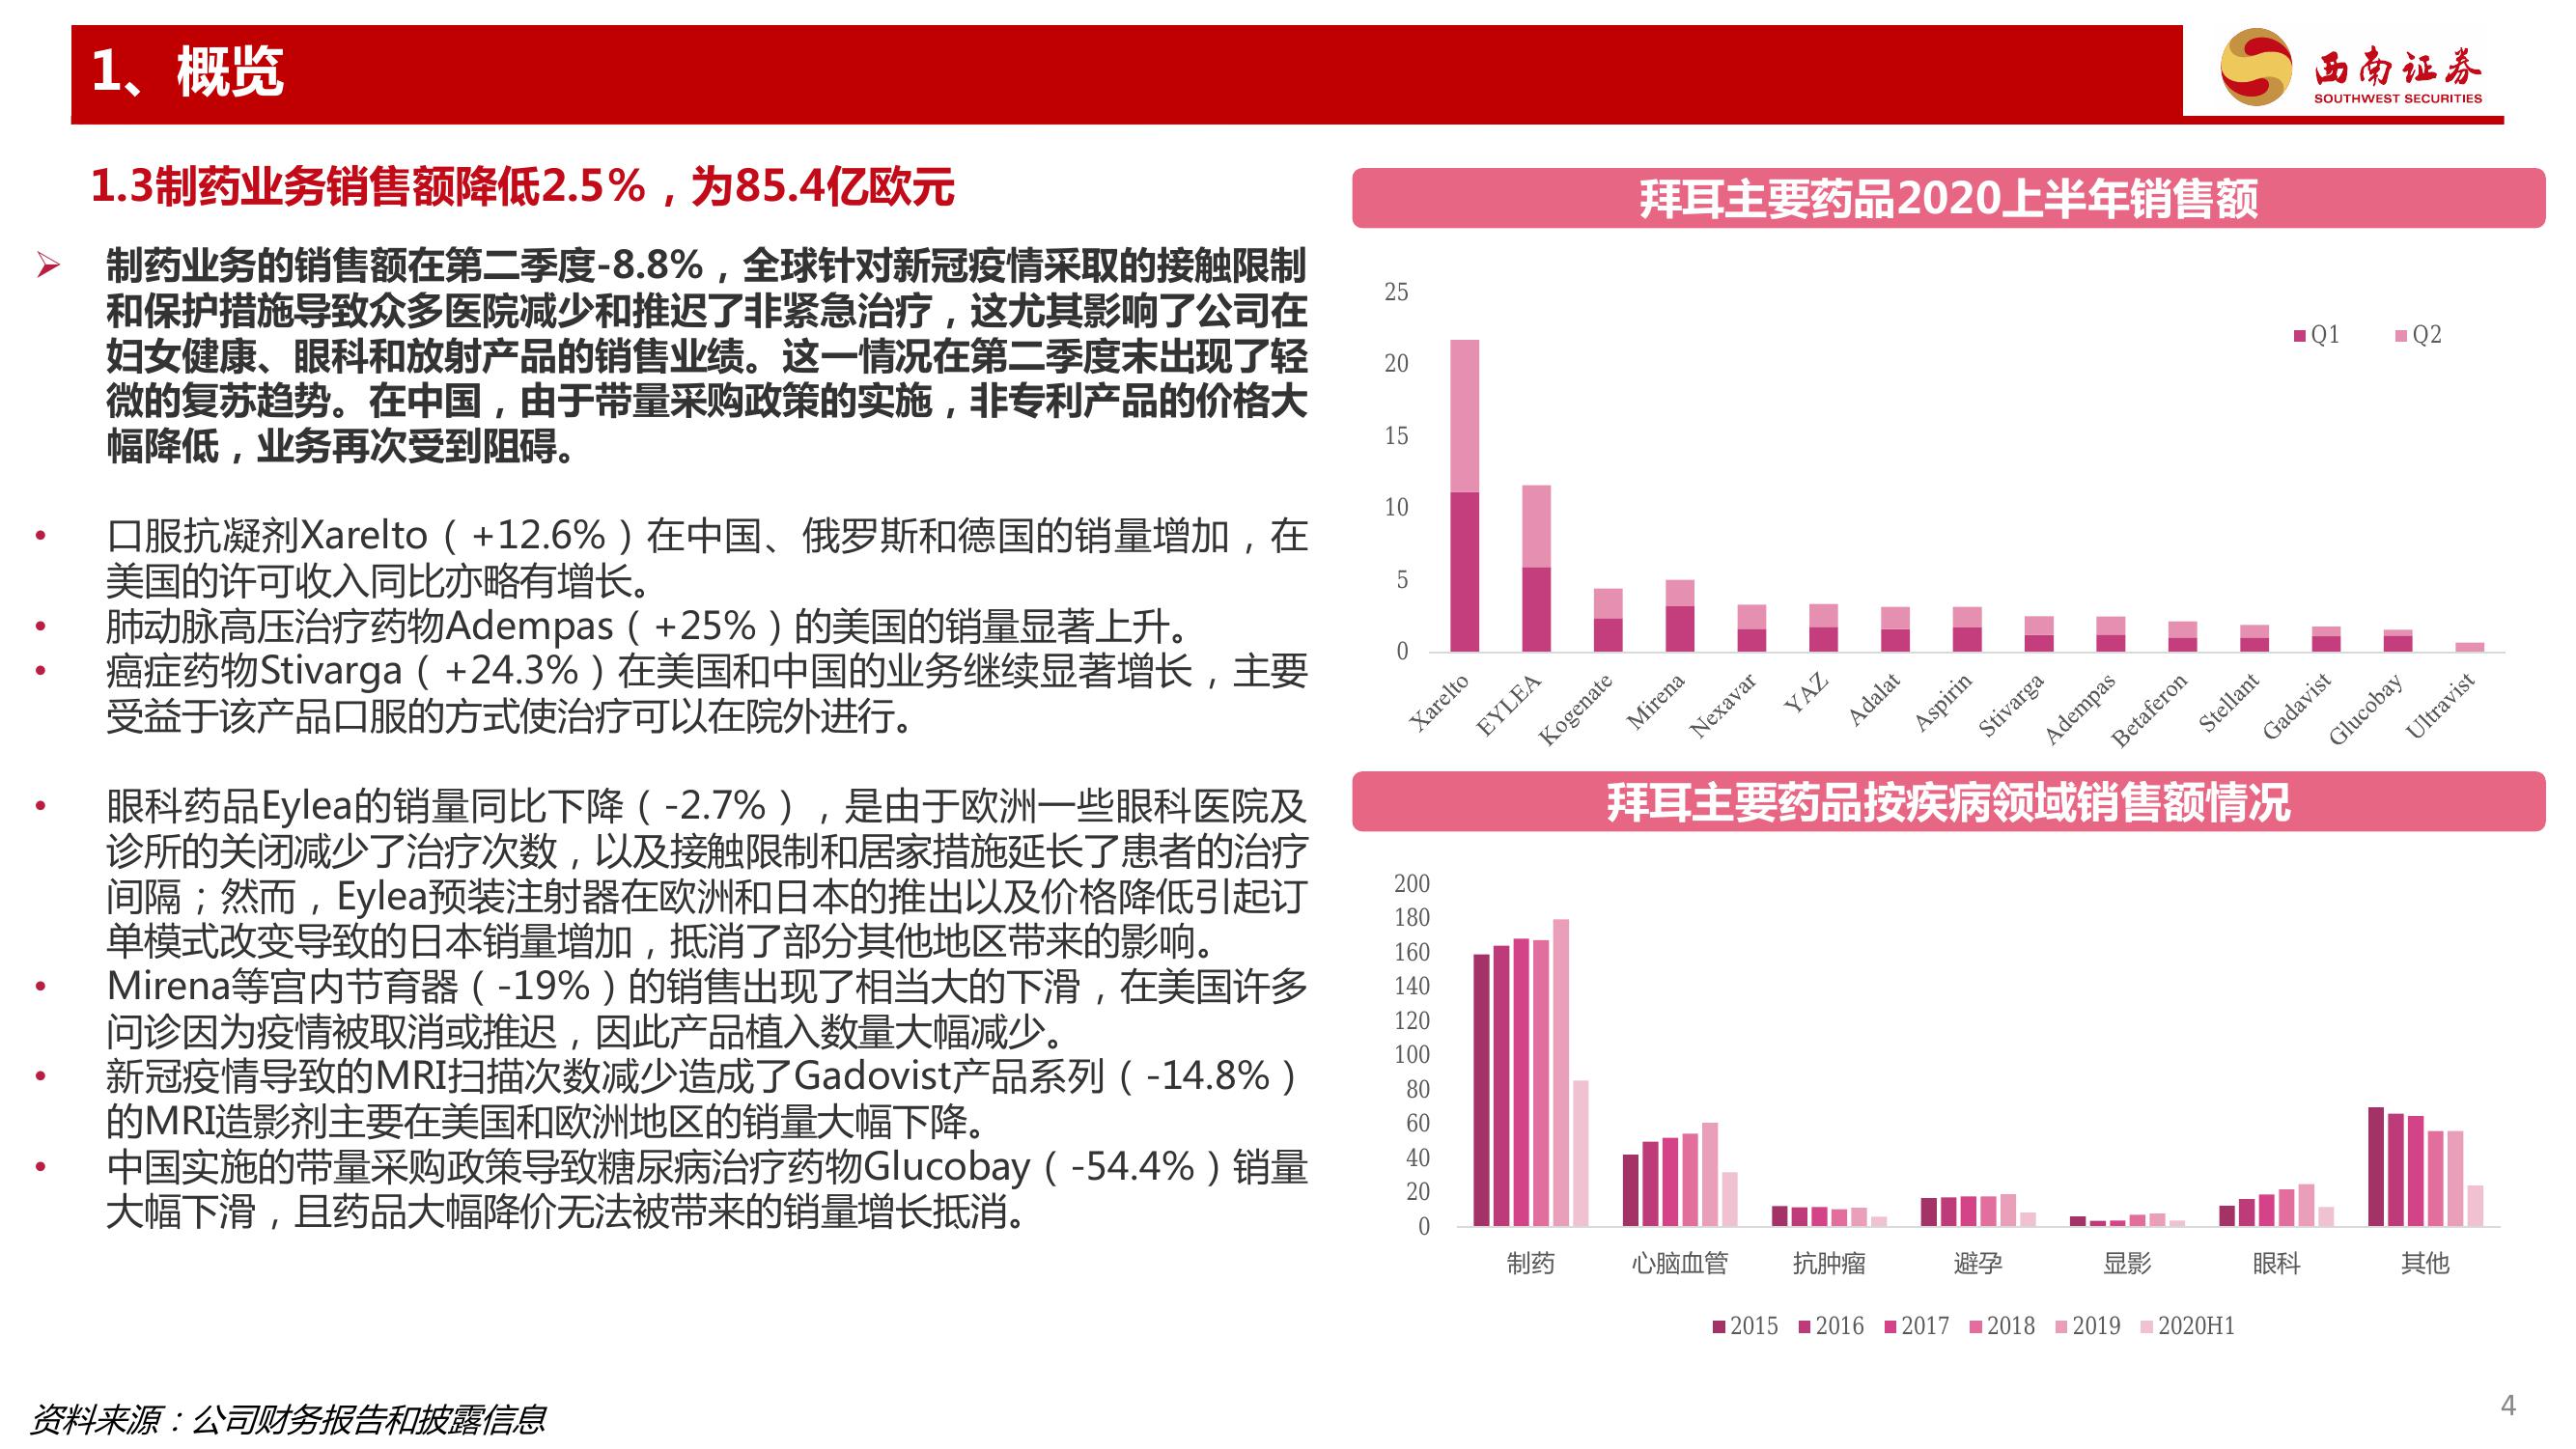 1、概览
西南证券
SOUTHWEST SECURITIES
1.3制药业务销售额降低2.5%，为85.4亿欧元
制药业务的销售额在第二季度-8.8%，全球针对新冠疫情采取的接触限制
和保护措施导致众多医院减少和推迟了非紧急治疗，这尤其影响了公司在
妇女健康、眼科和放射产品的销售业绩。这一情况在第二季度末出现了轻
微的复苏趋势。在中国，由于带量采购政策的实施，非专利产品的价格大
幅降低，业务再次受到阻碍。
• 口服抗凝剂Xarelto（+12.6%）在中国、俄罗斯和德国的销量增加，在
美国的许可收入同比亦略有增长。
• 肺动脉高压治疗药物Adempas（+25%）的美国的销量显著上升。
• 癌症药物Stivarga（+24.3%）在美国和中国的业务继续显著增长，主要
受益于该产品口服的方式使治疗可以在院外进行。
• 眼科药品Eylea的销量同比下降（-2.7%），是由于欧洲一些眼科医院及
诊所的关闭减少了治疗次数，以及接触限制和居家措施延长了患者的治疗
间隔；然而，Eylea预装注射器在欧洲和日本的推出以及价格降低引起订
单模式改变导致的日本销量增加，抵消了部分其他地区带来的影响。
• Mirena等宫内节育器（-19%）的销售出现了相当大的下滑，在美国许多
问诊因为疫情被取消或推迟，因此产品植入数量大幅减少。
• 新冠疫情导致的MRI扫描次数减少造成了Gadovist产品系列（-14.8%）
的MRI造影剂主要在美国和欧洲地区的销量大幅下降。
• 中国实施的带量采购政策导致糖尿病治疗药物Glucobay（-54.4%）销量
大幅下滑，且药品大幅降价无法被带来的销量增长抵消。
拜耳主要药品2020上半年销售额
25
20
15
10
5
0
Q1 Q2
Xarelto EYLEA Kogenate Mirena Nexavar YAZ Adalat Aspirin Stivarga Adempas Betaferon Stellant Gadavist Glucobay Ultravist
拜耳主要药品按疾病领域销售额情况
200
180
160
140
120
100
80
60
40
20
0
制药 心脑血管 抗肿瘤 避孕 显影 眼科 其他
2015 2016 2017 2018 2019 2020H1
资料来源：公司财务报告和披露信息
4